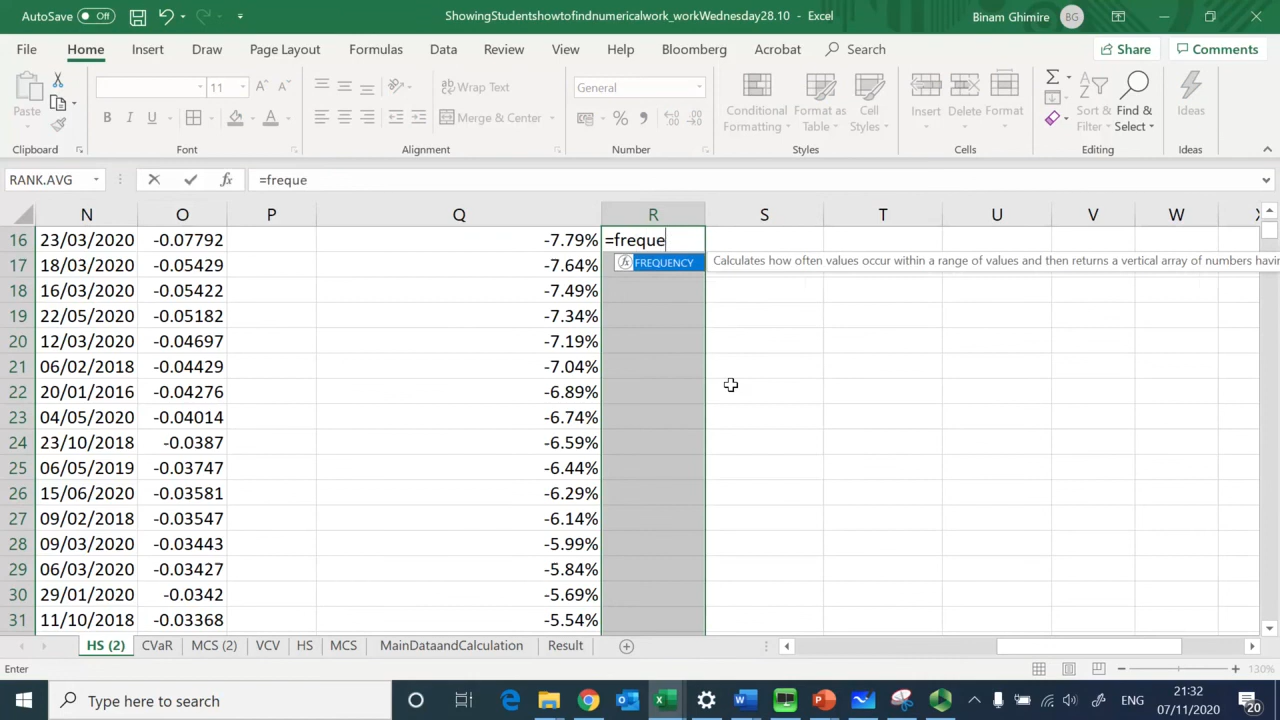 AutoSave Off ShowingStudentshowtofindnumericalwork_workWednesday28.10 - Excel Binam Ghimire BG
File Home Insert Draw Page Layout Formulas Data Review View Help Bloomberg Acrobat Search Share Comments
Paste 11 A A ab Wrap Text General Conditional Formatting Format as Table Cell Styles Insert Delete Format Sort & Filter Find & Select Ideas
B I U A Merge & Center % ,
Clipboard Font Alignment Number Styles Cells Editing Ideas
RANK.AVG fx =freque
N O P Q R S T U V W
16 23/03/2020 -0.07792 -7.79% =freque
17 18/03/2020 -0.05429 -7.64% FREQUENCY Calculates how often values occur within a range of values and then returns a vertical array of numbers
18 16/03/2020 -0.05422 -7.49%
19 22/05/2020 -0.05182 -7.34%
20 12/03/2020 -0.04697 -7.19%
21 06/02/2018 -0.04429 -7.04%
22 20/01/2016 -0.04276 -6.89%
23 04/05/2020 -0.04014 -6.74%
24 23/10/2018 -0.0387 -6.59%
25 06/05/2019 -0.03747 -6.44%
26 15/06/2020 -0.03581 -6.29%
27 09/02/2018 -0.03547 -6.14%
28 09/03/2020 -0.03443 -5.99%
29 06/03/2020 -0.03427 -5.84%
30 29/01/2020 -0.0342 -5.69%
31 11/10/2018 -0.03368 -5.54%
HS (2) CVaR MCS (2) VCV HS MCS MainDataandCalculation Result
Enter 130%
Type here to search ENG 21:32
07/11/2020 20